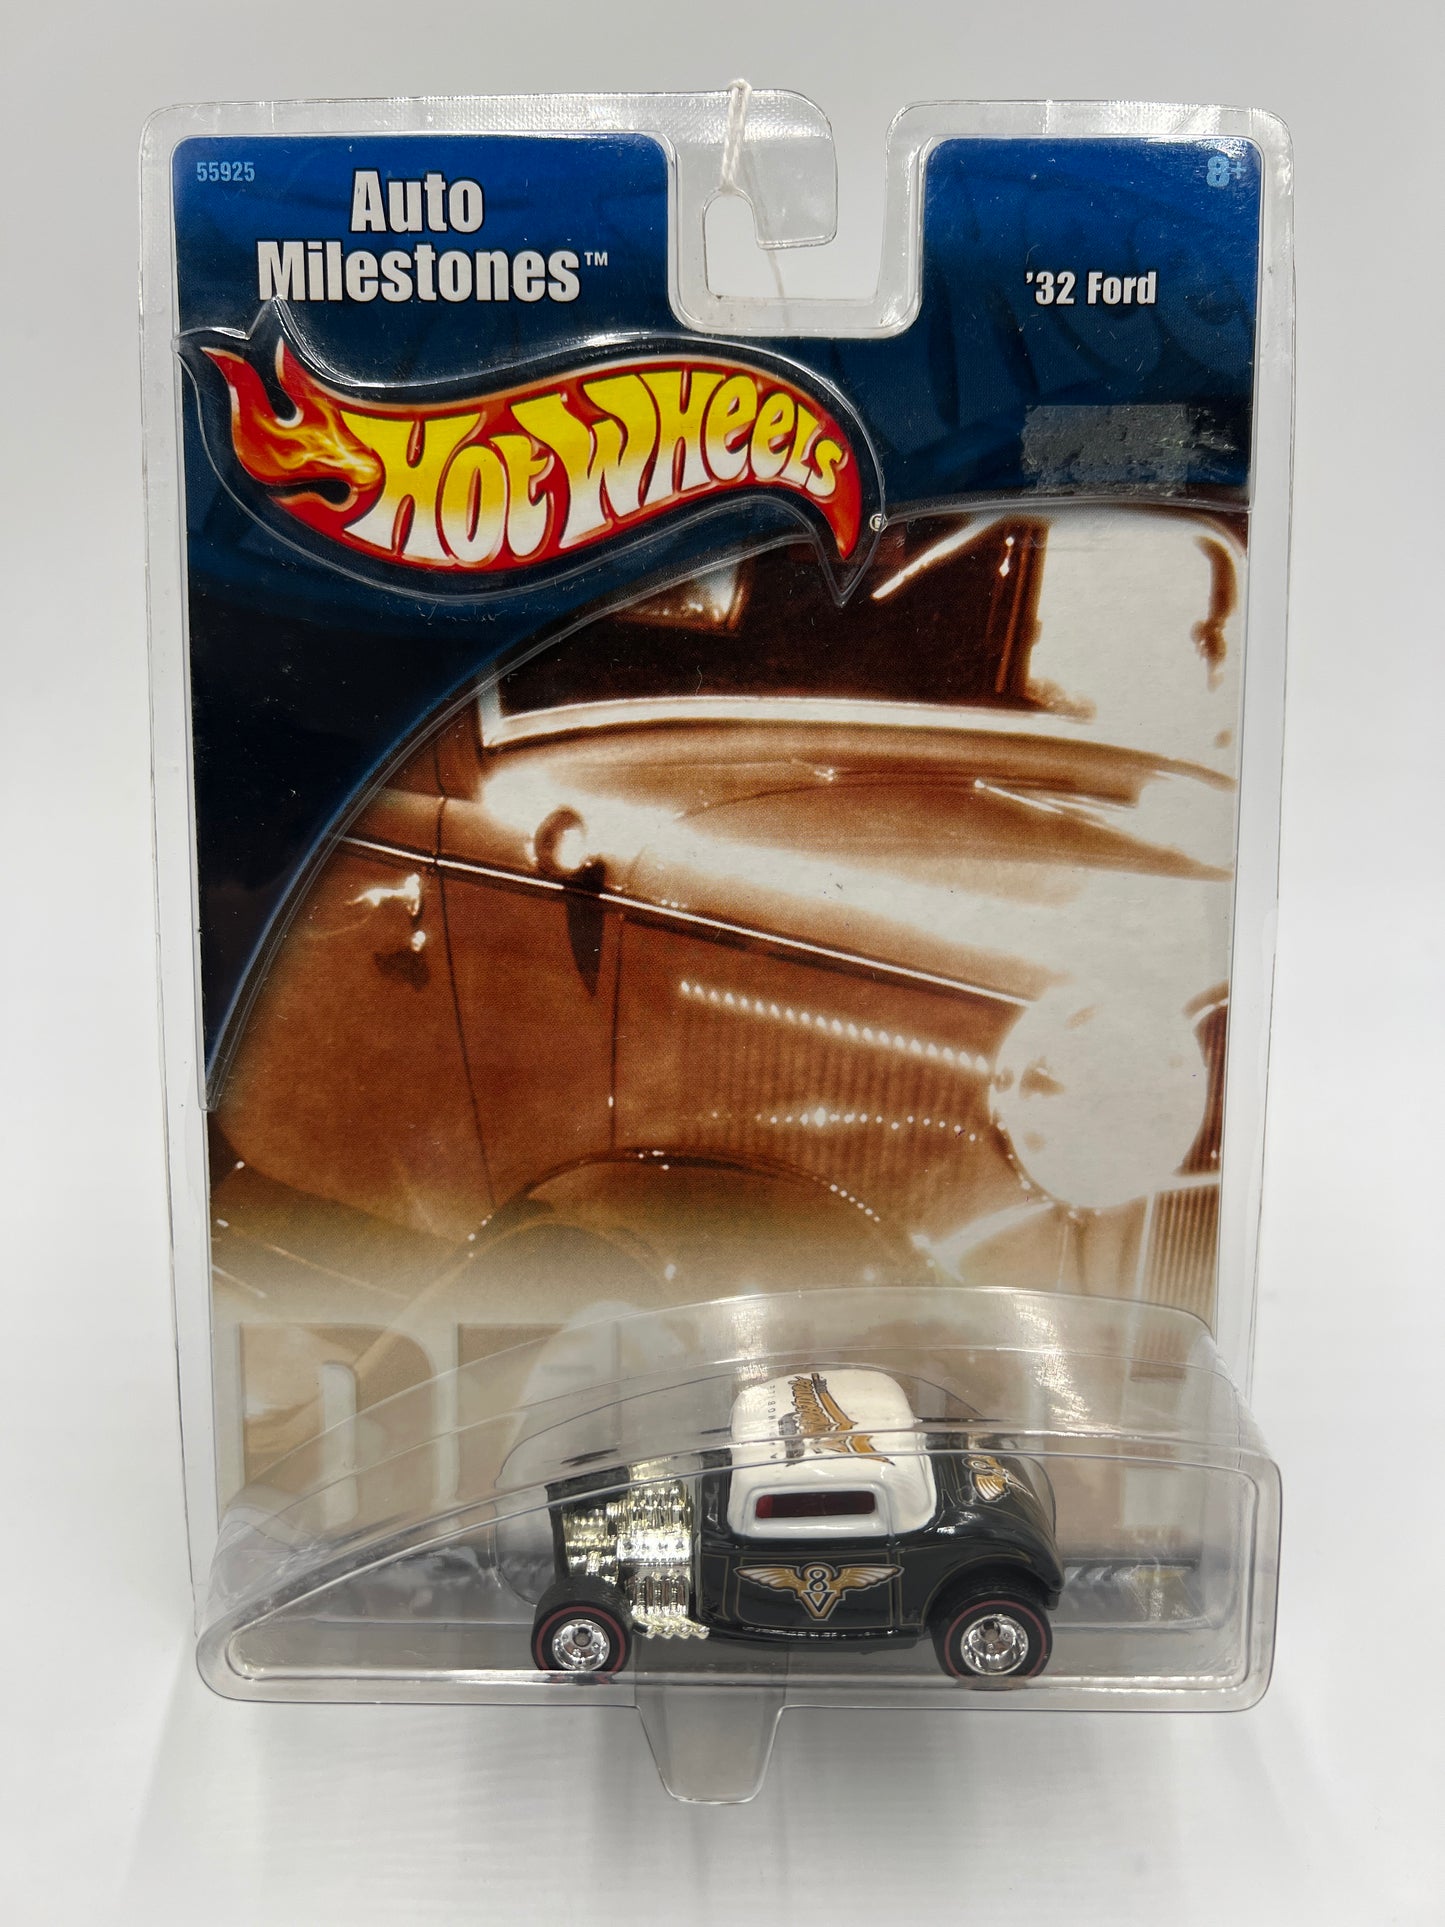 55925
Auto
Milestones™
8+
'32 Ford
HOT WHEELS®
8
V